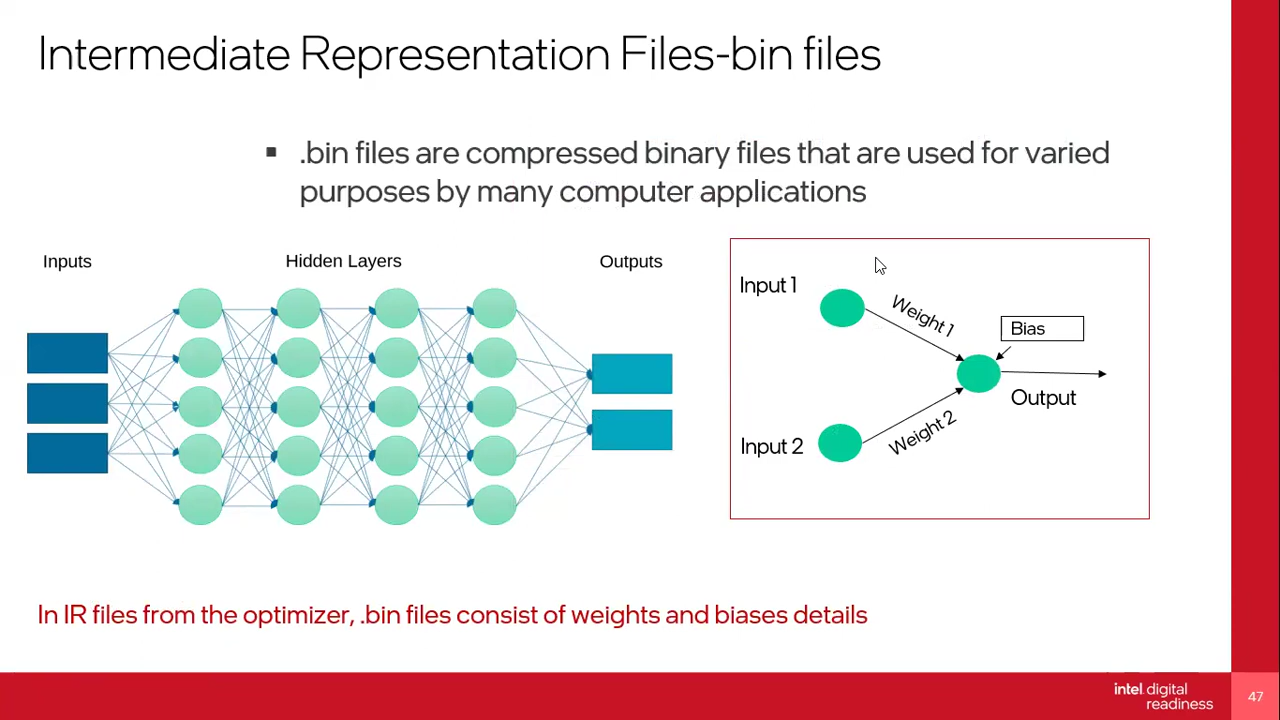 Intermediate Representation Files-bin files
▪ .bin files are compressed binary files that are used for varied
purposes by many computer applications
Inputs
Hidden Layers
Outputs
Input 1
Weight 1
Bias
Output
Input 2
Weight 2
In IR files from the optimizer, .bin files consist of weights and biases details
intel. digital
readiness
47